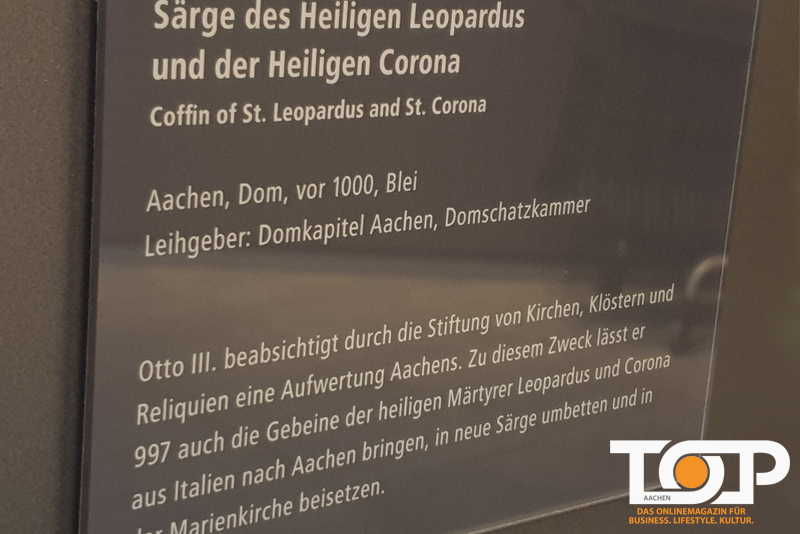 Särge des Heiligen Leopardus
und der Heiligen Corona
Coffin of St. Leopardus and St. Corona
Aachen, Dom, vor 1000, Blei
Leihgeber: Domkapitel Aachen, Domschatzkammer
Otto III. beabsichtigt durch die Stiftung von Kirchen, Klöstern und
Reliquien eine Aufwertung Aachens. Zu diesem Zweck lässt er
997 auch die Gebeine der heiligen Märtyrer Leopardus und Corona
aus Italien nach Aachen bringen, in neue Särge umbetten und in
der Marienkirche beisetzen.
TOP
AACHEN
DAS ONLINEMAGAZIN FÜR
BUSINESS. LIFESTYLE. KULTUR.